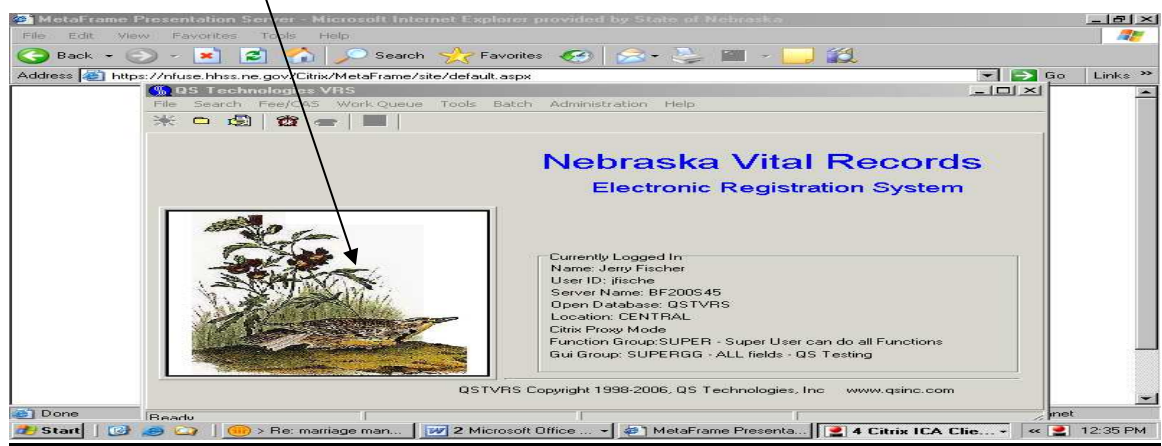 MetaFrame Presentation Server - Microsoft Internet Explorer provided by State of Nebraska
File Edit View Favorites Tools Help
Back Search Favorites
Address https://nfuse.hhss.ne.gov/Citrix/MetaFrame/site/default.aspx Go Links »
QS Technologies VRS
File Search Fee/CAS Work Queue Tools Batch Administration Help
Nebraska Vital Records
Electronic Registration System
Currently Logged In
Name: Jerry Fischer
User ID: jfische
Server Name: BF200S45
Open Database: QSTVRS
Location: CENTRAL
Citrix Proxy Mode
Function Group:SUPER - Super User can do all Functions
Gui Group: SUPERGG - ALL fields - QS Testing
QSTVRS Copyright 1998-2006, QS Technologies, Inc www.qsinc.com
Done Ready
Start > Re: marriage man... 2 Microsoft Office ... MetaFrame Presenta... 4 Citrix ICA Clie... « 12:35 PM